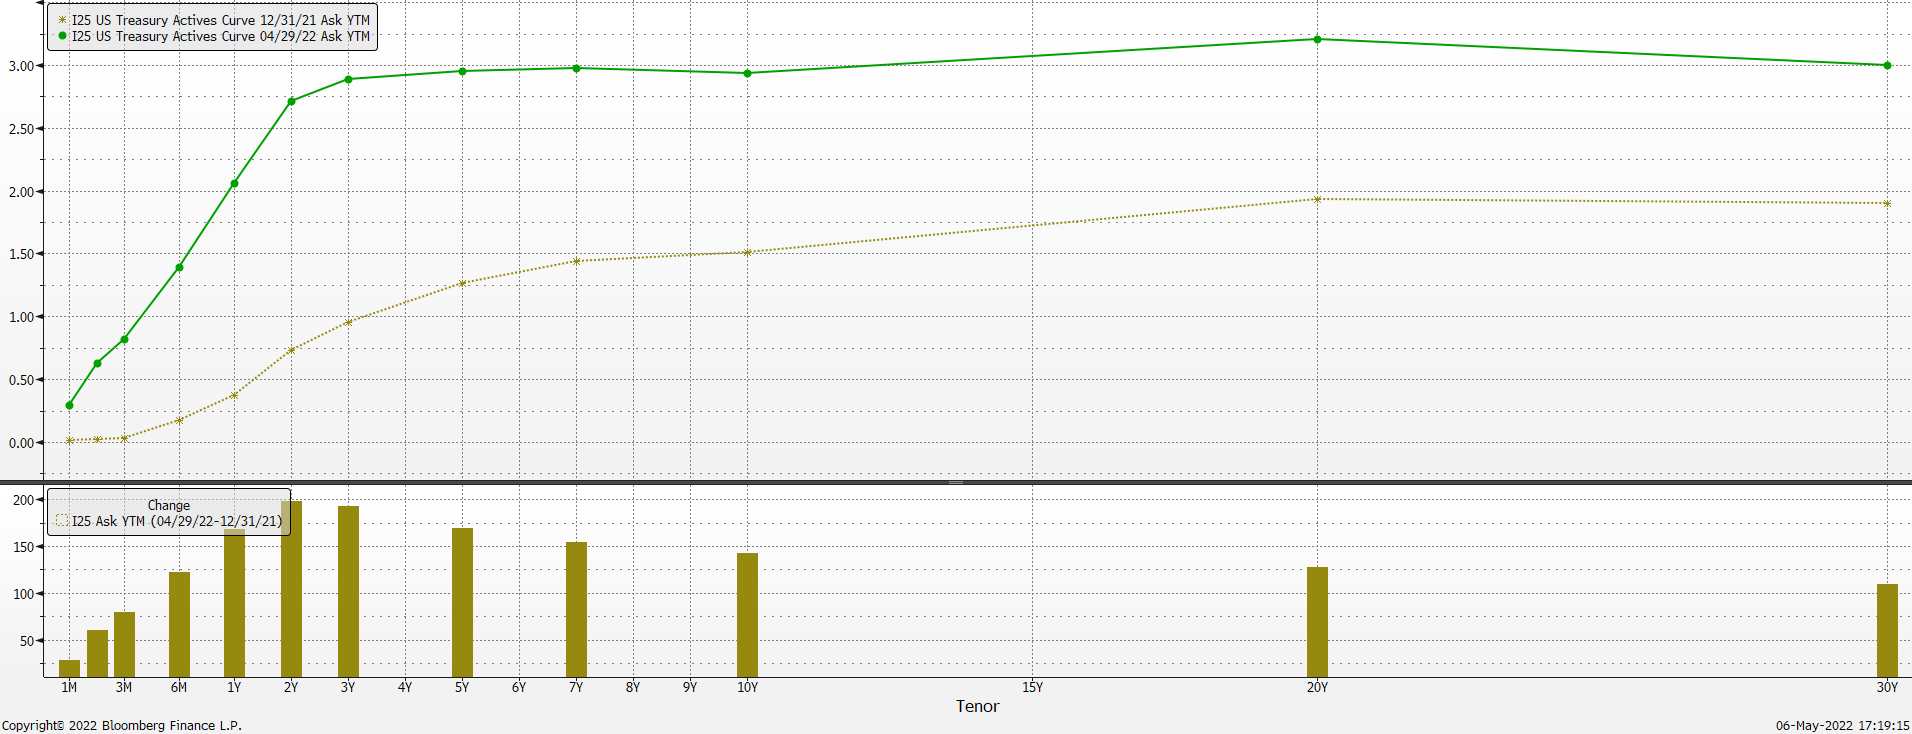 I25 US Treasury Actives Curve 12/31/21 Ask YTM
I25 US Treasury Actives Curve 04/29/22 Ask YTM
3.00
2.50
2.00
1.50
1.00
0.50
0.00
Change
I25 Ask YTM (04/29/22-12/31/21)
200
150
100
50
1M 3M 6M 1Y 2Y 3Y 4Y 5Y 6Y 7Y 8Y 9Y 10Y 15Y 20Y 30Y
Tenor
Copyright© 2022 Bloomberg Finance L.P. 06-May-2022 17:19:15